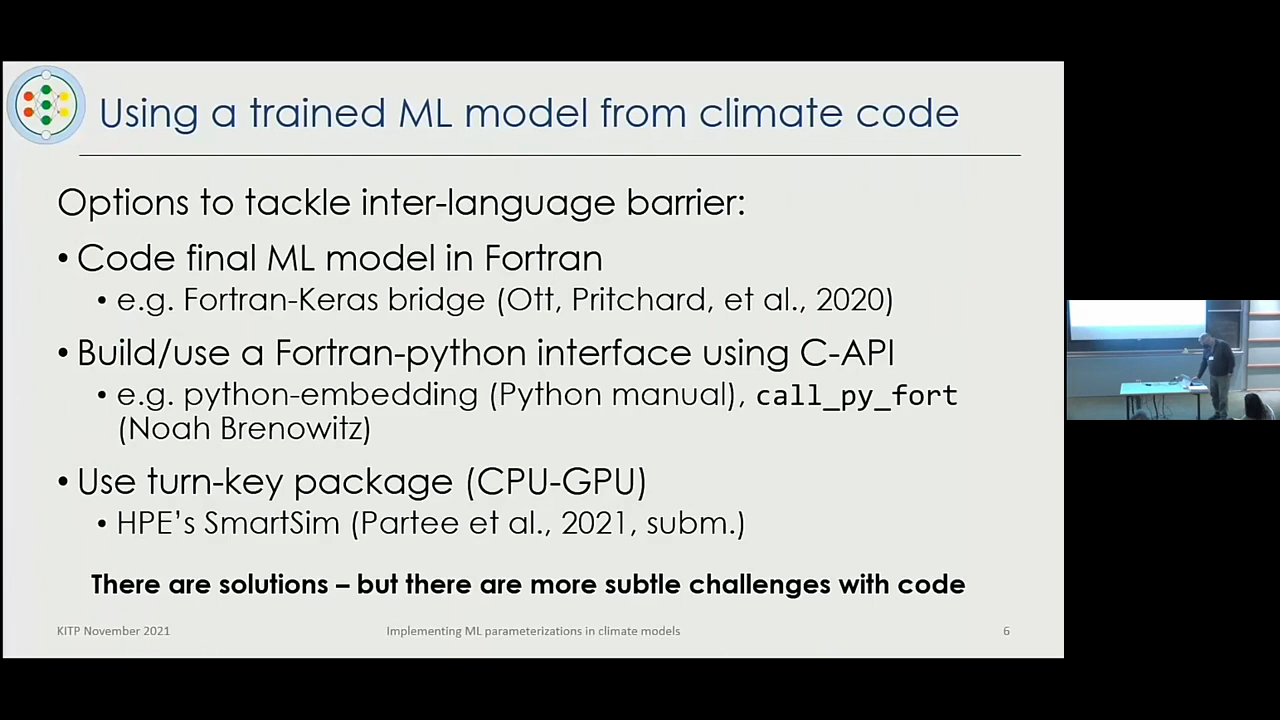 Using a trained ML model from climate code
Options to tackle inter-language barrier:
• Code final ML model in Fortran
• e.g. Fortran-Keras bridge (Ott, Pritchard, et al., 2020)
• Build/use a Fortran-python interface using C-API
• e.g. python-embedding (Python manual), call_py_fort
(Noah Brenowitz)
• Use turn-key package (CPU-GPU)
• HPE's SmartSim (Partee et al., 2021, subm.)
There are solutions – but there are more subtle challenges with code
KITP November 2021
Implementing ML parameterizations in climate models
6